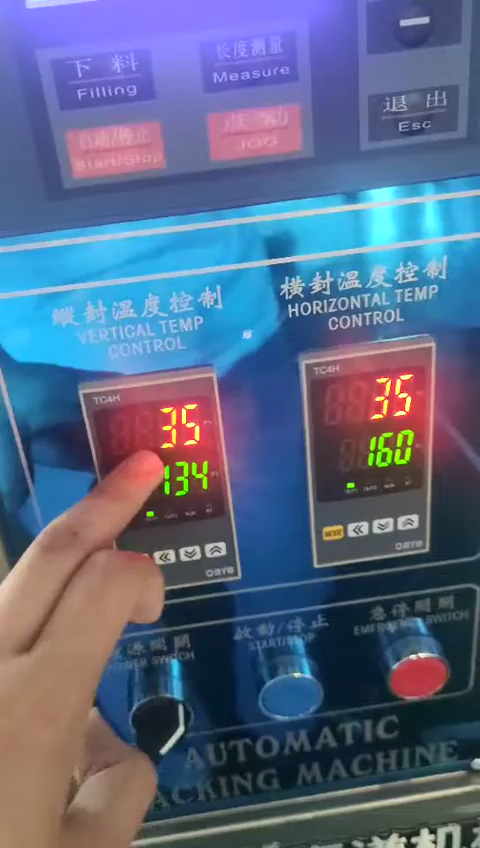 下 料
Filling
长度测量
Measure
退 出
Esc
启动/停止
Start/Stop
点动
JOG
縱封溫度控制
VERTICAL TEMP
CONTROL
橫封溫度控制
HORIZONTAL TEMP
CONTROL
TC4H
35
134
TC4H
35
160
MODE
電源開關
POWER SWITCH
啟動/停止
START/STOP
急停開關
EMERGENCY SWITCH
AUTOMATIC
PACKING MACHINE